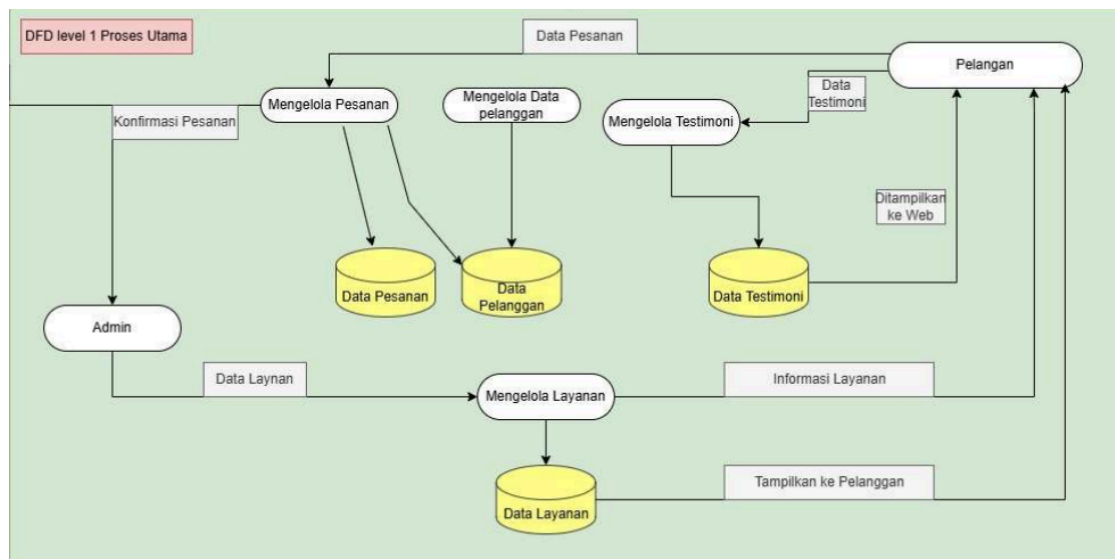 DFD level 1 Proses Utama
Data Pesanan
Pelangan
Data
Testimoni
Mengelola Pesanan
Mengelola Data
pelanggan
Mengelola Testimoni
Konfirmasi Pesanan
Ditampilkan
ke Web
Data Pesanan
Data
Pelanggan
Data Testimoni
Admin
Data Laynan
Mengelola Layanan
Informasi Layanan
Data Layanan
Tampilkan ke Pelanggan